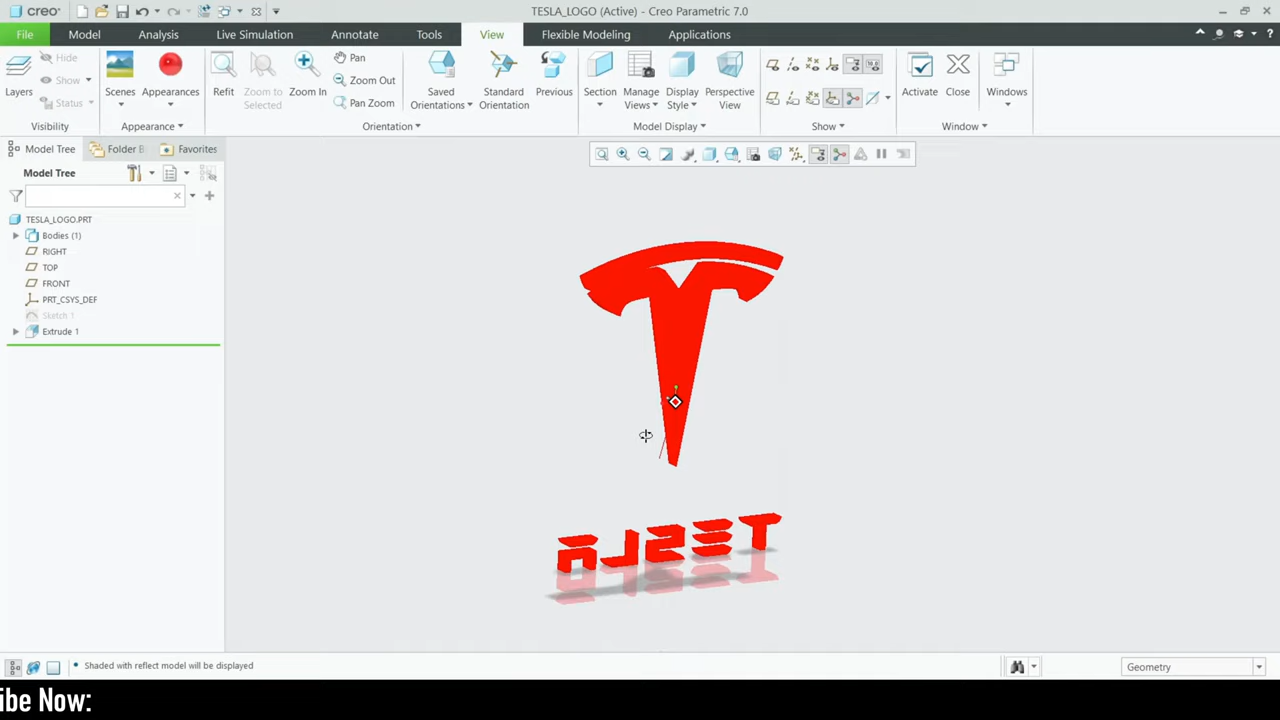 creo
TESLA_LOGO (Active) - Creo Parametric 7.0
File Model Analysis Live Simulation Annotate Tools View Flexible Modeling Applications
Layers
Hide
Show
Status
Visibility
Scenes
Appearances
Appearance
Refit
Zoom to Selected
Zoom In
Pan
Zoom Out
Pan Zoom
Saved Orientations
Standard Orientation
Previous
Orientation
Section
Manage Views
Display Style
Perspective View
Model Display
Show
Activate
Close
Windows
Window
Model Tree Folder B Favorites
Model Tree
TESLA_LOGO.PRT
Bodies (1)
RIGHT
TOP
FRONT
PRT_CSYS_DEF
Sketch 1
Extrude 1
TESLA
Shaded with reflect model will be displayed
Geometry
ibe Now: